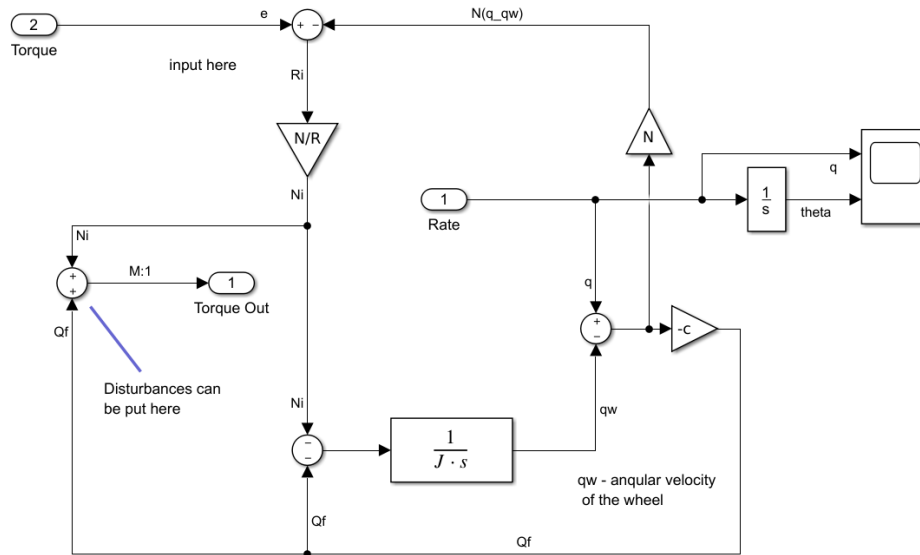 2
Torque
e
+ −
N(q_qw)
input here
Ri
N/R
Ni
N
1
Rate
q
1
s
theta
Ni
+
+
M:1
1
Torque Out
Qf
Disturbances can
be put here
q
+
−
-c
Ni
−
−
1
J · s
qw
qw - anqular velocity
of the wheel
Qf
Qf